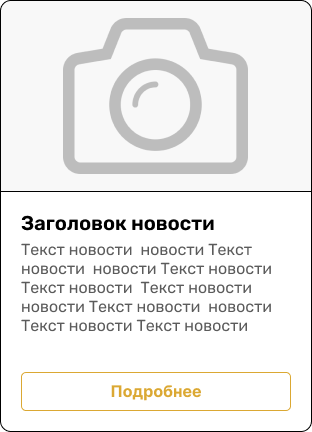 Заголовок новости
Текст новости  новости Текст
новости  новости Текст новости
Текст новости  Текст новости
новости Текст новости  новости
Текст новости Текст новости
Подробнее